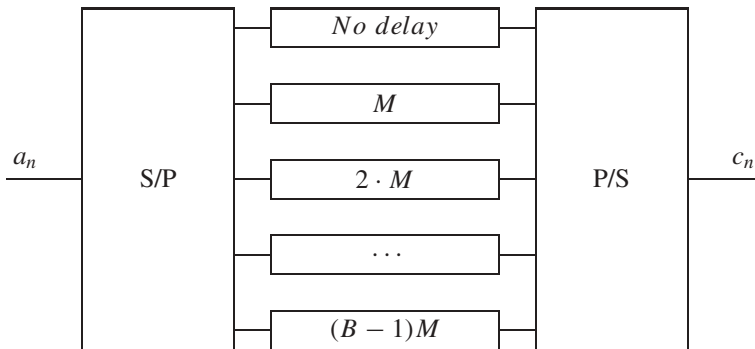 No delay
M
a_n
S/P
2 · M
P/S
c_n
· · ·
(B − 1)M